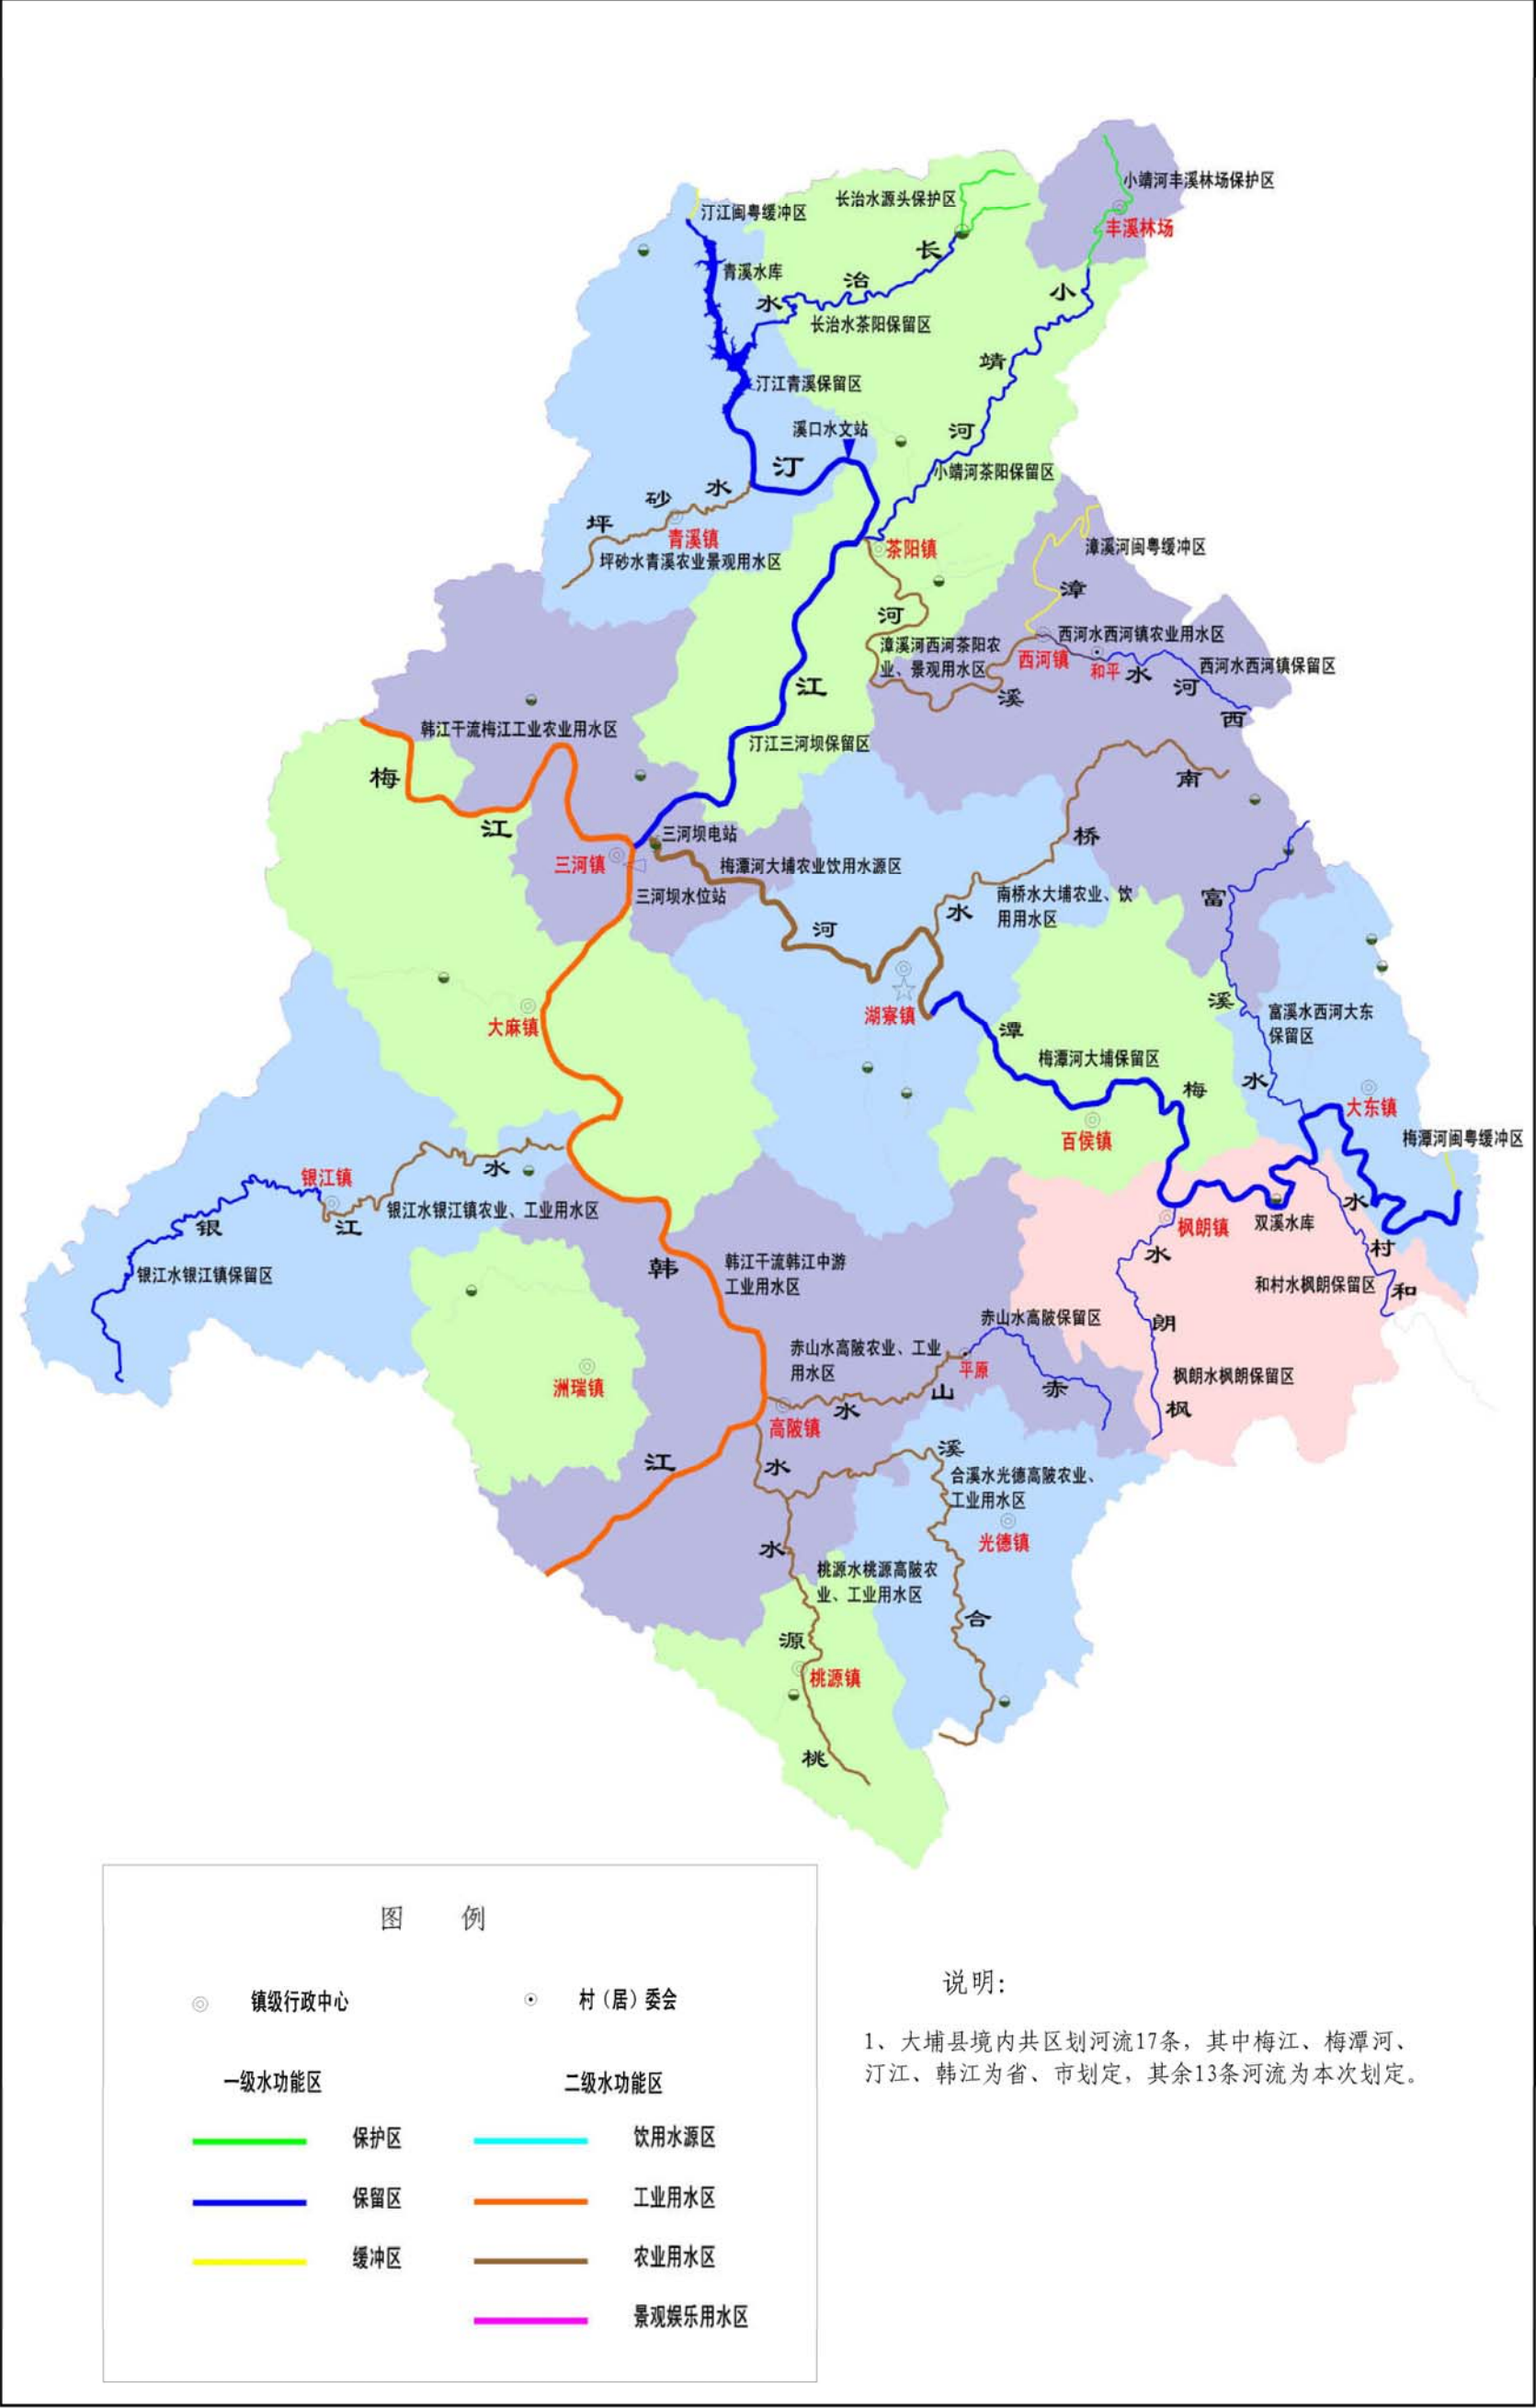 小靖河丰溪林场保护区
长治水源头保护区
汀江闽粤缓冲区
丰溪林场
长
青溪水库
治
小
水
长治水茶阳保留区
靖
汀江青溪保留区
溪口水文站
河
汀
小靖河茶阳保留区
水
砂
坪
青溪镇
茶阳镇
漳溪河闽粤缓冲区
坪砂水青溪农业景观用水区
漳
河
西河水西河镇农业用水区
漳溪河西河茶阳农
业、景观用水区
西河镇
和平
西河水西河镇保留区
水
河
江
溪
西
韩江干流梅江工业农业用水区
汀江三河坝保留区
梅
南
江
三河坝电站
桥
三河镇
梅潭河大埔农业饮用水源区
三河坝水位站
南桥水大埔农业、饮
用用水区
富
水
河
溪
湖寮镇
富溪水西河大东
保留区
大麻镇
潭
梅潭河大埔保留区
水
梅
大东镇
百侯镇
梅潭河闽粤缓冲区
水
银江镇
银江水银江镇农业、工业用水区
银
江
水
枫朗镇
双溪水库
村
水
韩
韩江干流韩江中游
工业用水区
银江水银江镇保留区
和村水枫朗保留区
和
赤山水高陂保留区
朗
赤山水高陂农业、工业
用水区
平原
枫朗水枫朗保留区
洲瑞镇
山
赤
水
枫
高陂镇
溪
江
水
合溪水光德高陂农业、
工业用水区
光德镇
水
桃源水桃源高陂农
业、工业用水区
合
源
桃源镇
桃
图 例
镇级行政中心
村（居）委会
一级水功能区
二级水功能区
保护区
饮用水源区
保留区
工业用水区
缓冲区
农业用水区
景观娱乐用水区
说明：
1、大埔县境内共区划河流17条，其中梅江、梅潭河、
汀江、韩江为省、市划定，其余13条河流为本次划定。